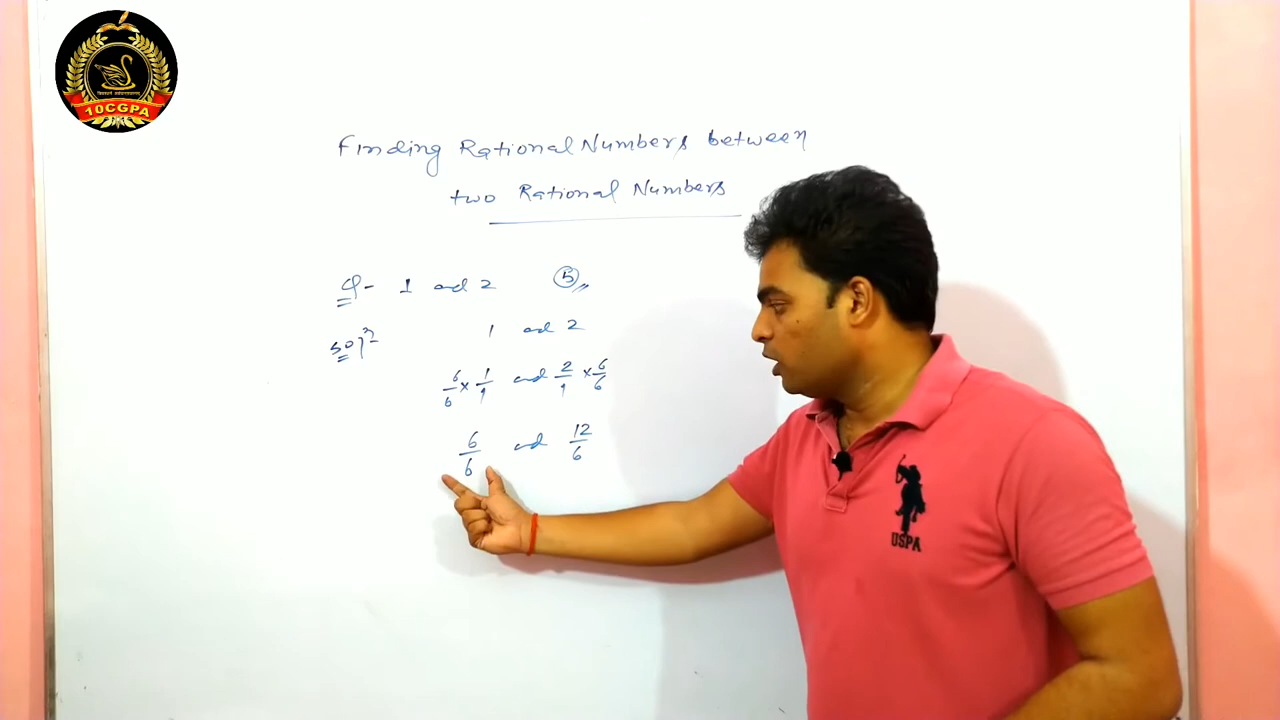 10CGPA
Finding Rational Numbers between
two Rational Numbers
Q- 1 and 2 5
Sol? 1 and 2
6/6 × 1/1 and 2/1 × 6/6
6/6 and 12/6
USPA